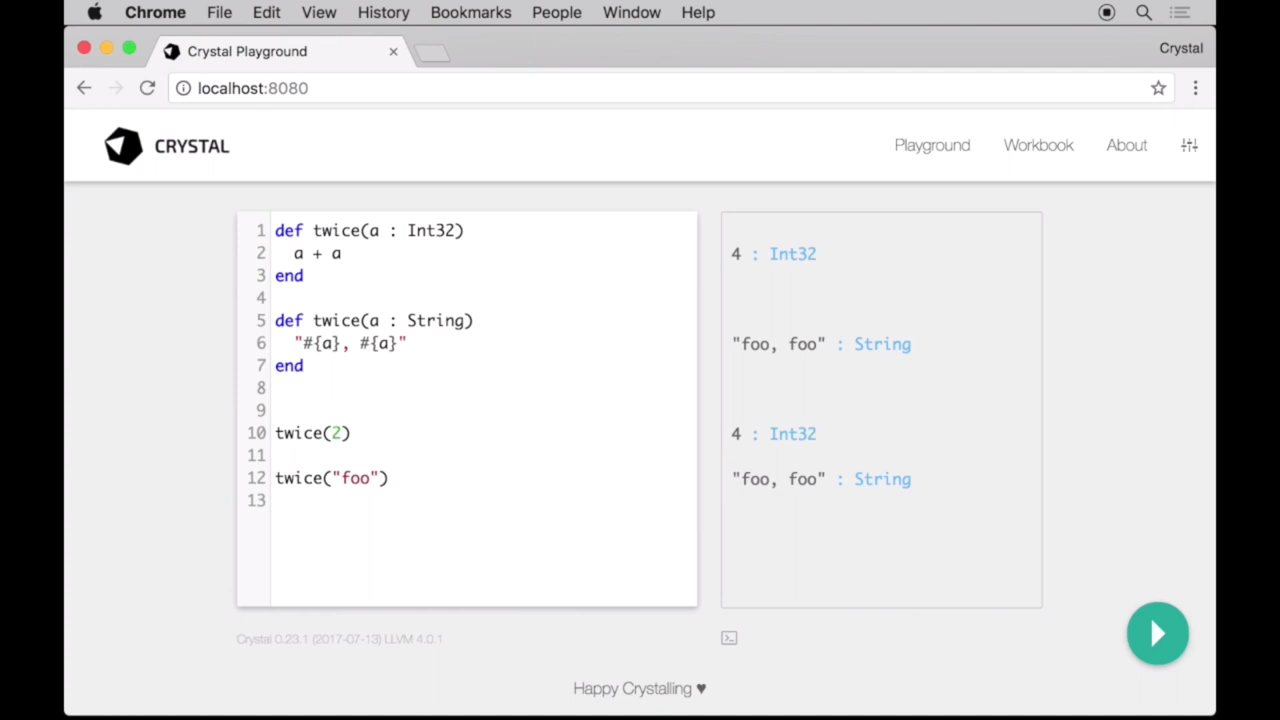 Chrome File Edit View History Bookmarks People Window Help
Crystal Playground
Crystal
localhost:8080
CRYSTAL
Playground Workbook About
1 def twice(a : Int32)
2   a + a
3 end
4
5 def twice(a : String)
6   "#{a}, #{a}"
7 end
8
9
10 twice(2)
11
12 twice("foo")
13
4 : Int32
"foo, foo" : String
4 : Int32
"foo, foo" : String
Crystal 0.23.1 (2017-07-13) LLVM 4.0.1
Happy Crystalling ♥